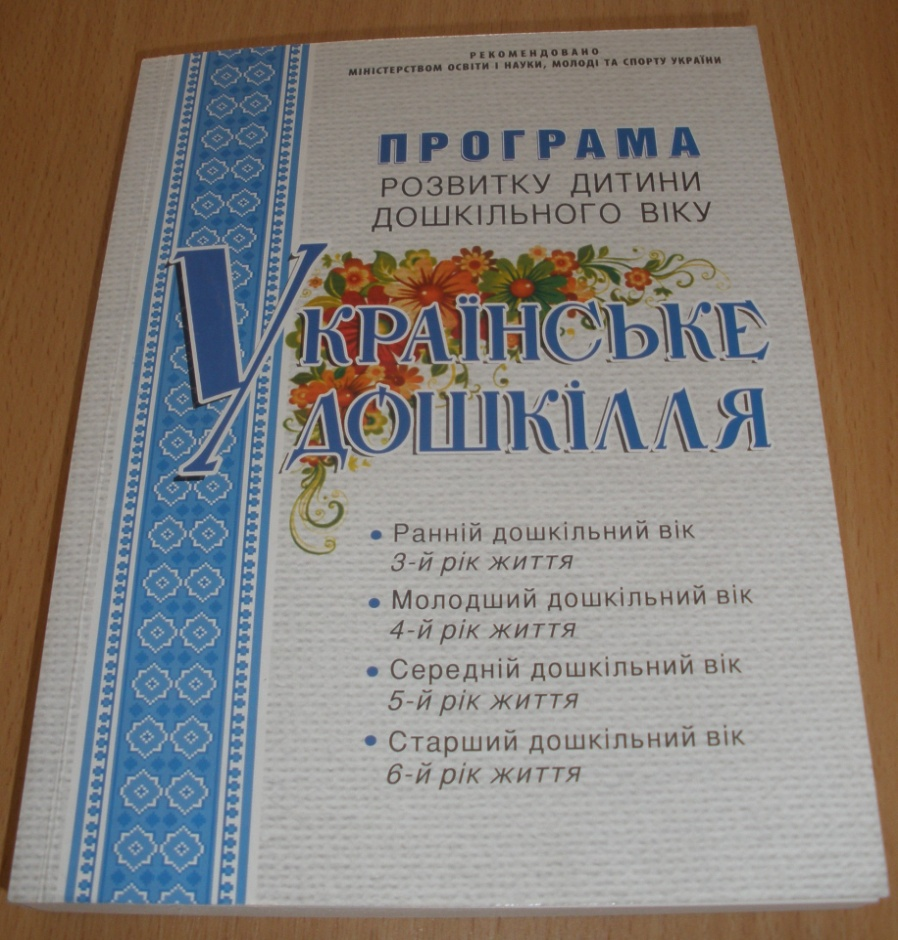 РЕКОМЕНДОВАНО
МІНІСТЕРСТВОМ ОСВІТИ І НАУКИ, МОЛОДІ ТА СПОРТУ УКРАЇНИ
ПРОГРАМА
РОЗВИТКУ ДИТИНИ
ДОШКІЛЬНОГО ВІКУ
УКРАЇНСЬКЕ
ДОШКІЛЛЯ
• Ранній дошкільний вік
3-й рік життя
• Молодший дошкільний вік
4-й рік життя
• Середній дошкільний вік
5-й рік життя
• Старший дошкільний вік
6-й рік життя